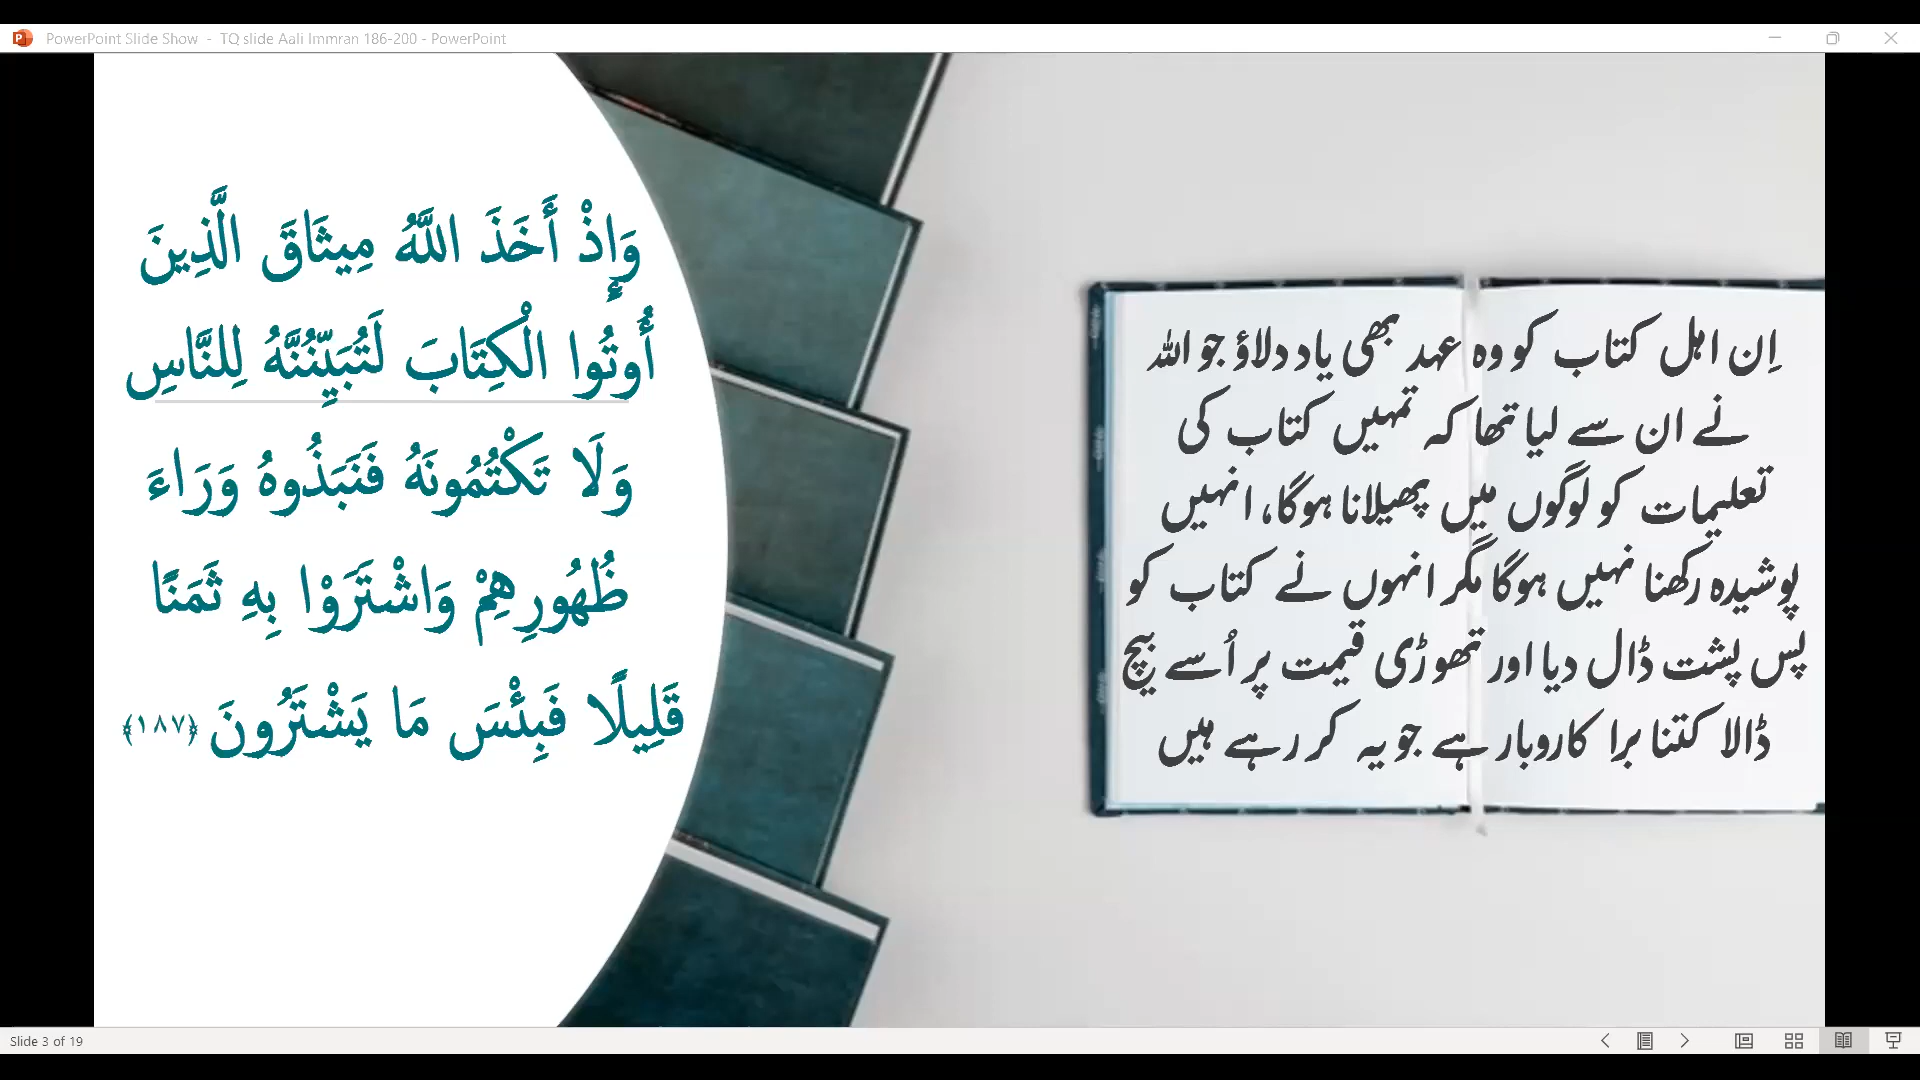 PowerPoint Slide Show - TQ slide Aali Immran 186-200 - PowerPoint
وَإِذْ أَخَذَ اللَّهُ مِيثَاقَ الَّذِينَ
أُوتُوا الْكِتَابَ لَتُبَيِّنُنَّهُ لِلنَّاسِ
وَلَا تَكْتُمُونَهُ فَنَبَذُوهُ وَرَاءَ
ظُهُورِهِمْ وَاشْتَرَوْا بِهِ ثَمَنًا
قَلِيلًا فَبِئْسَ مَا يَشْتَرُونَ ﴿١٨٧﴾
اِن اہل کتاب کو وہ عہد بھی یاد دلاؤ جو اللہ
نے ان سے لیا تھا کہ تمہیں کتاب کی
تعلیمات کو لوگوں میں پھیلانا ہوگا، انہیں
پوشیدہ رکھنا نہیں ہوگا مگر انہوں نے کتاب کو
پس پشت ڈال دیا اور تھوڑی قیمت پر اُسے بیچ
ڈالا کتنا برا کاروبار ہے جو یہ کر رہے ہیں
Slide 3 of 19